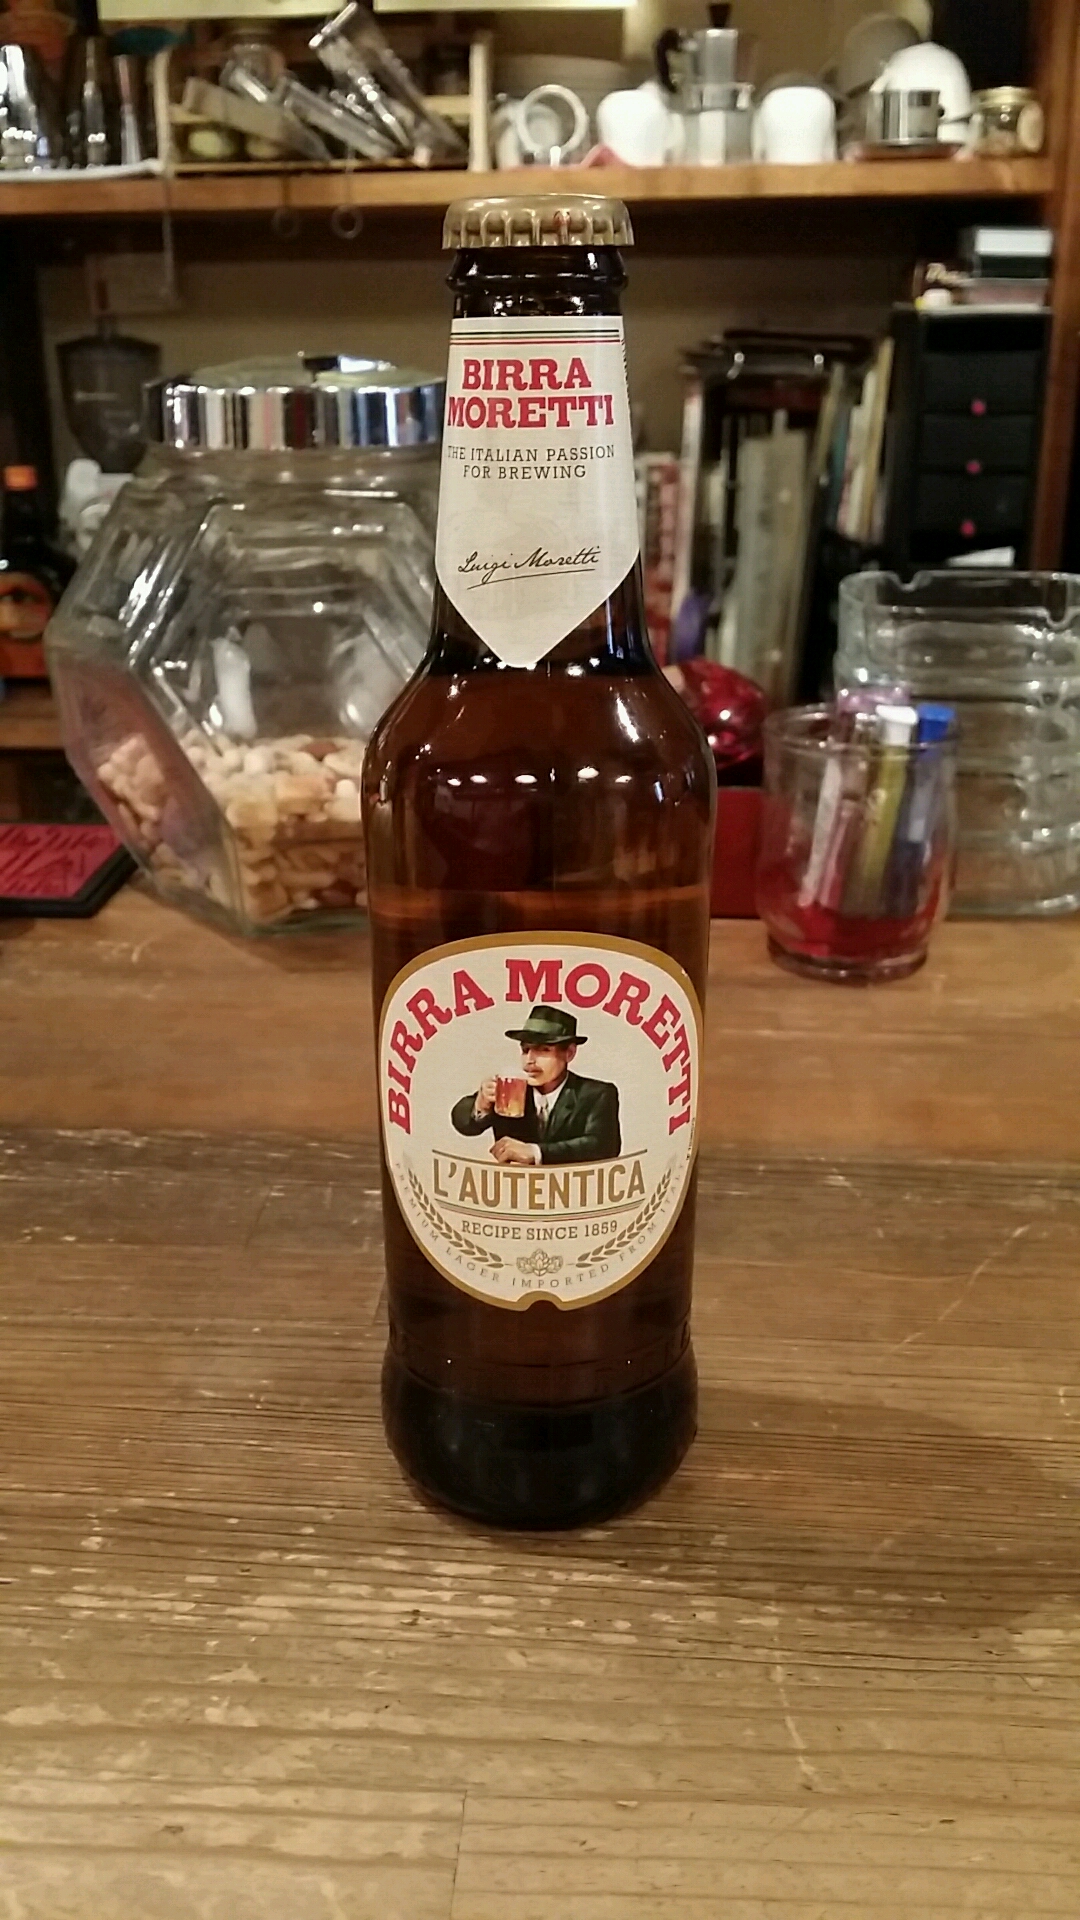 BIRRA
MORETTI
THE ITALIAN PASSION
FOR BREWING
Luigi Moretti
BIRRA MORETTI
L'AUTENTICA
RECIPE SINCE 1859
PREMIUM LAGER IMPORTED FROM ITALY